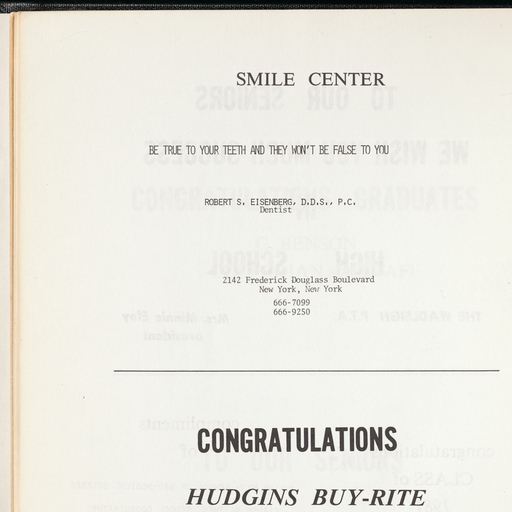 SMILE CENTER
BE TRUE TO YOUR TEETH AND THEY WON'T BE FALSE TO YOU
ROBERT S. EISENBERG, D.D.S., P.C.
Dentist
2142 Frederick Douglass Boulevard
New York, New York
666-7099
666-9250
CONGRATULATIONS
HUDGINS BUY-RITE